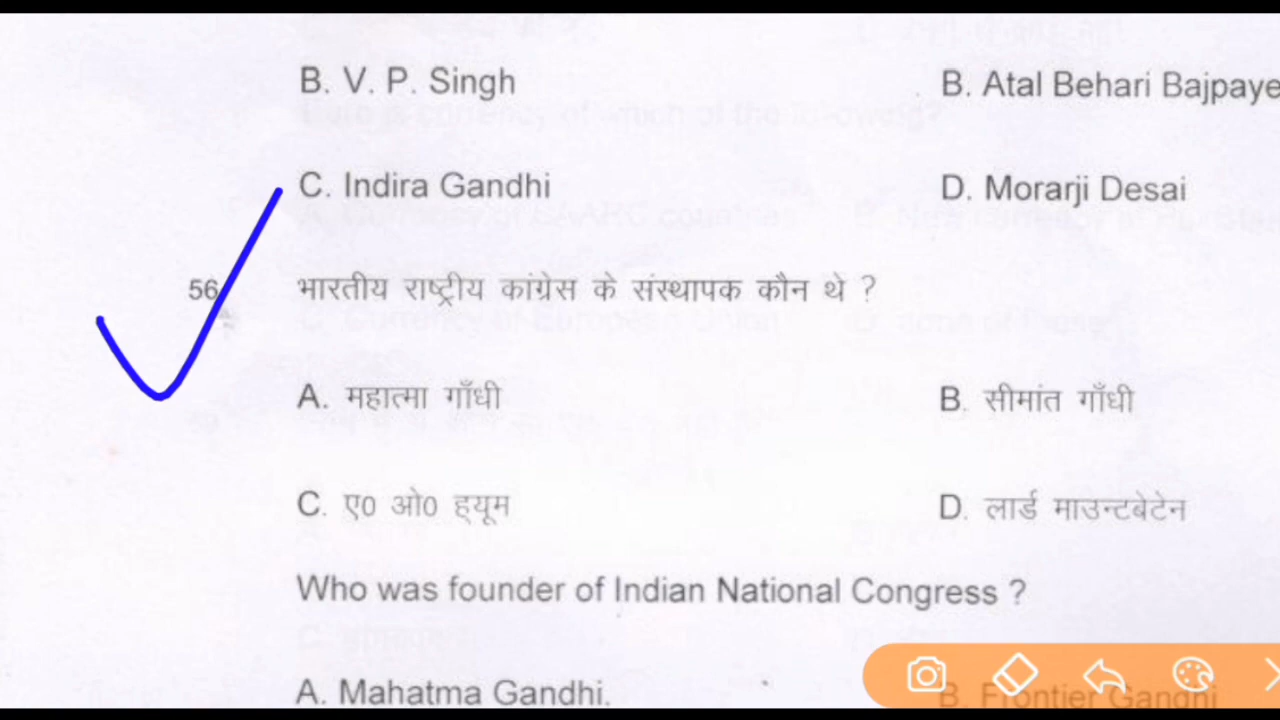 B. V. P. Singh
B. Atal Behari Bajpaye
C. Indira Gandhi
D. Morarji Desai
56
भारतीय राष्ट्रीय कांग्रेस के संस्थापक कौन थे ?
A. महात्मा गाँधी
B. सीमांत गाँधी
C. ए0 ओ0 ह्यूम
D. लार्ड माउन्टबेटेन
Who was founder of Indian National Congress ?
A. Mahatma Gandhi.
B. Frontier Gandhi